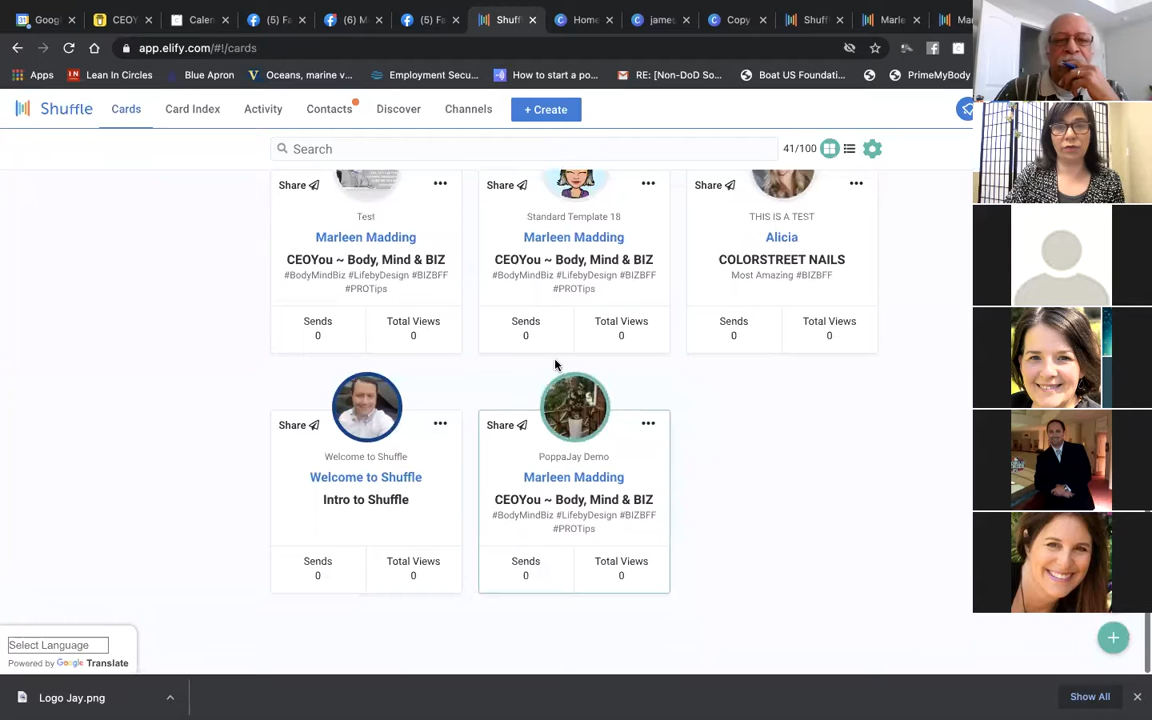 Googl
CEOY
Calen
(5) Fa
(6) M
(5) Fa
Shuffl
Home
james
Copy
Shuff
Marle
Ma
app.elify.com/#!/cards
Apps
Lean In Circles
Blue Apron
Oceans, marine v...
Employment Secu...
How to start a po...
RE: [Non-DoD So...
Boat US Foundati...
PrimeMyBody
Shuffle
Cards
Card Index
Activity
Contacts
Discover
Channels
+ Create
Search
41/100
Share
Share
Share
Test
Standard Template 18
THIS IS A TEST
Marleen Madding
Marleen Madding
Alicia
CEOYou ~ Body, Mind & BIZ
CEOYou ~ Body, Mind & BIZ
COLORSTREET NAILS
#BodyMindBiz #LifebyDesign #BIZBFF
#PROTips
#BodyMindBiz #LifebyDesign #BIZBFF
#PROTips
Most Amazing #BIZBFF
Sends
0
Total Views
0
Sends
0
Total Views
0
Sends
0
Total Views
0
Share
Share
Welcome to Shuffle
PoppaJay Demo
Welcome to Shuffle
Marleen Madding
Intro to Shuffle
CEOYou ~ Body, Mind & BIZ
#BodyMindBiz #LifebyDesign #BIZBFF
#PROTips
Sends
0
Total Views
0
Sends
0
Total Views
0
Select Language
Powered by Google Translate
Logo Jay.png
Show All